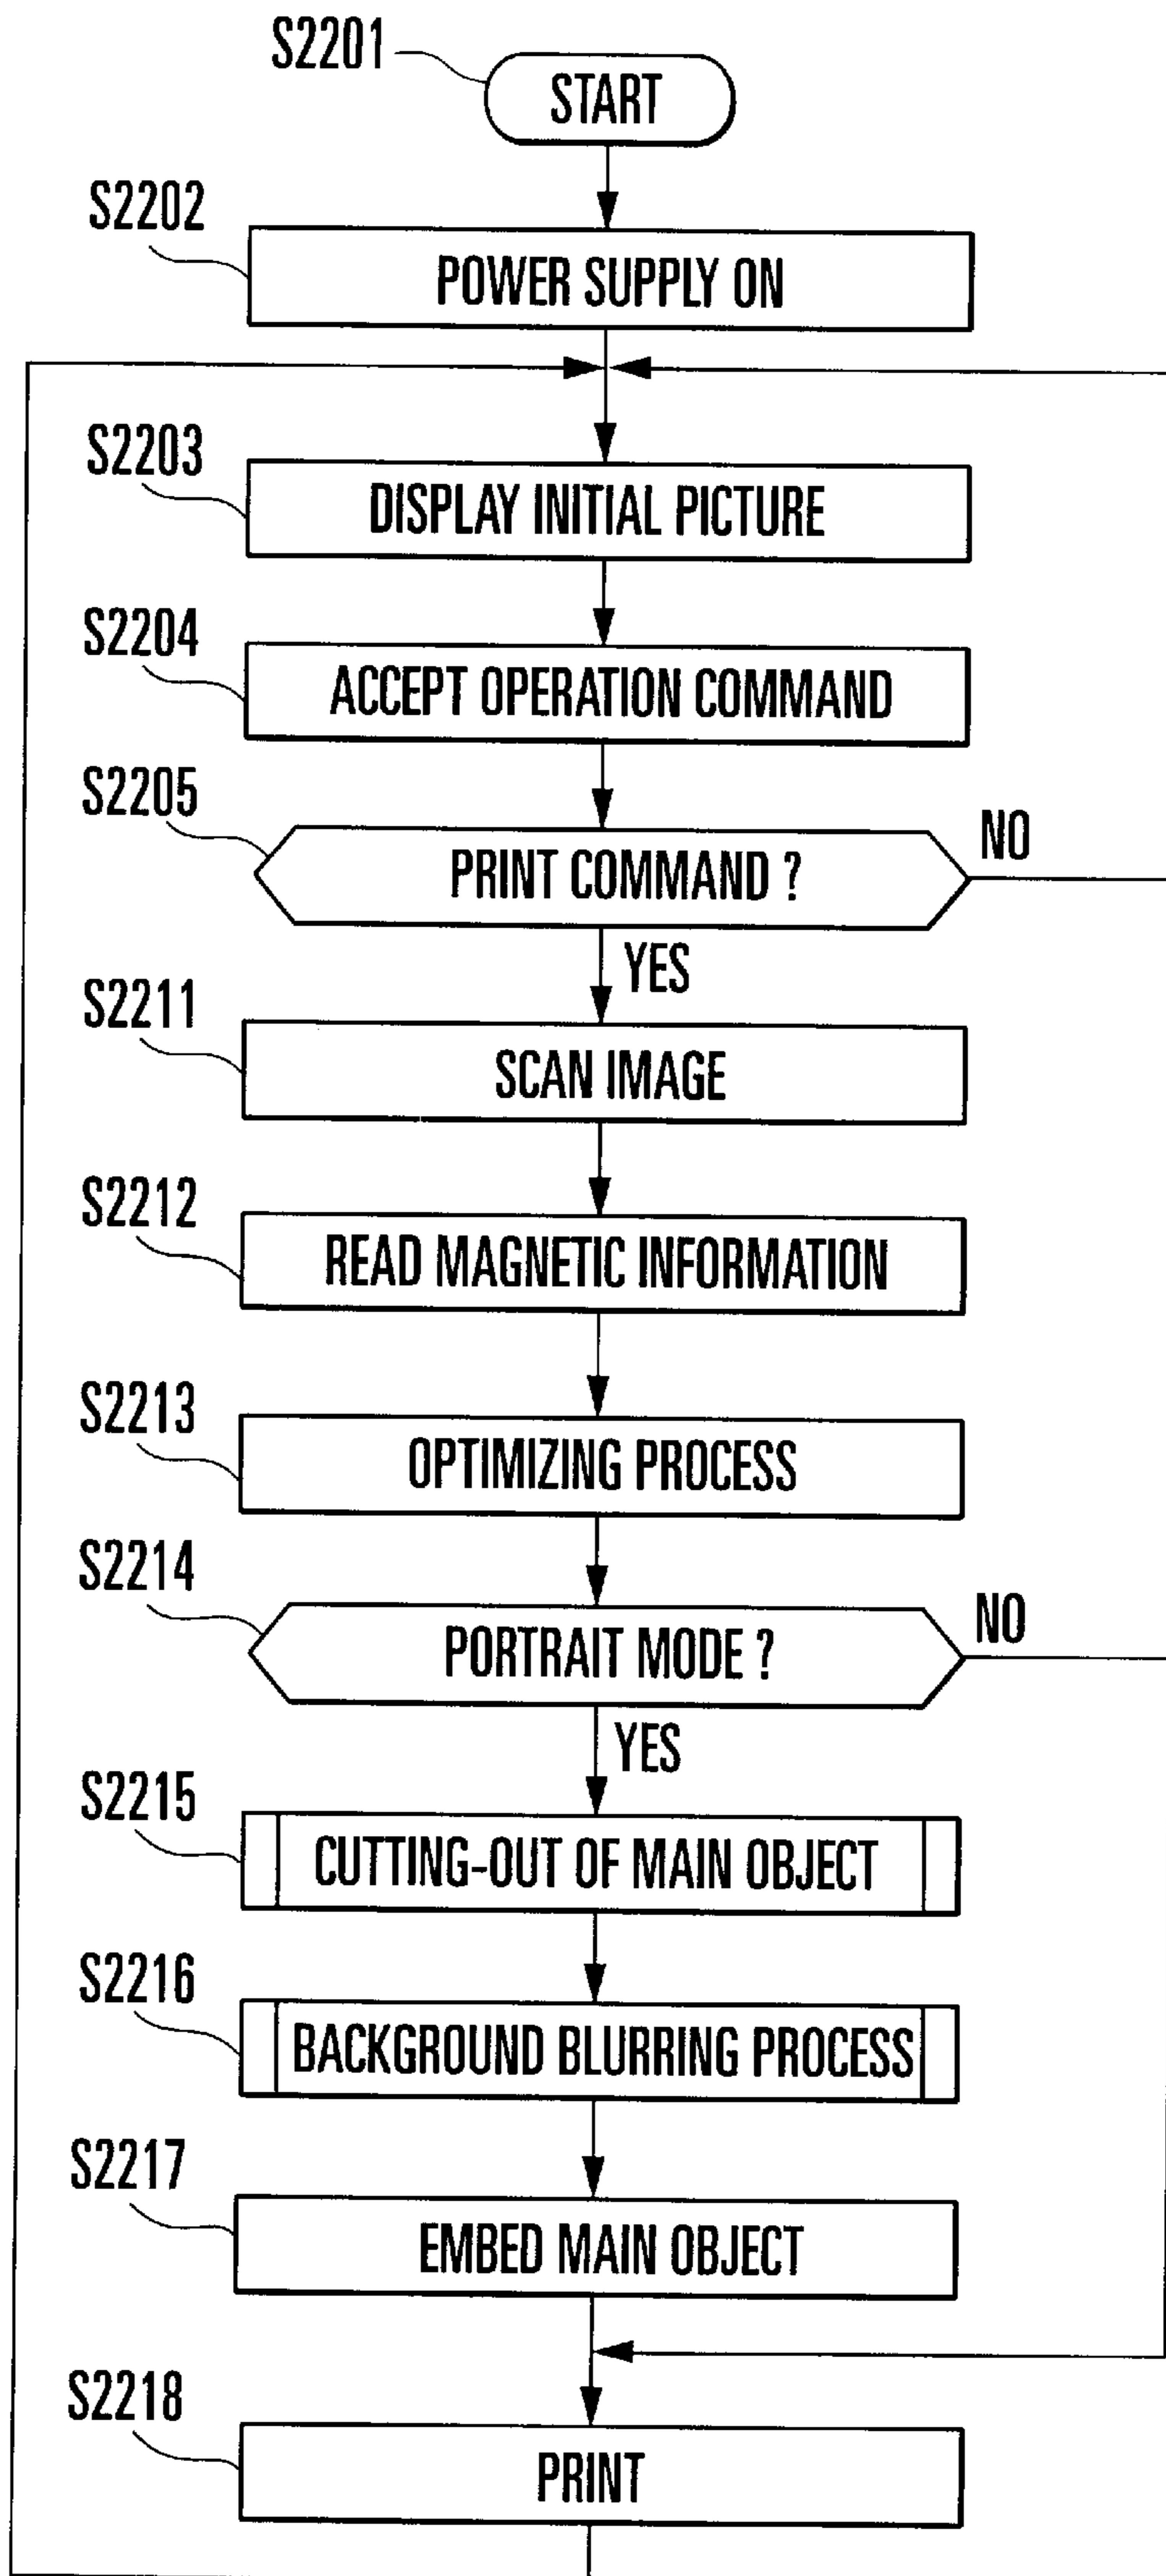 S2201
START
S2202
POWER SUPPLY ON
S2203
DISPLAY INITIAL PICTURE
S2204
ACCEPT OPERATION COMMAND
S2205
PRINT COMMAND ?
NO
YES
S2211
SCAN IMAGE
S2212
READ MAGNETIC INFORMATION
S2213
OPTIMIZING PROCESS
S2214
PORTRAIT MODE ?
NO
YES
S2215
CUTTING-OUT OF MAIN OBJECT
S2216
BACKGROUND BLURRING PROCESS
S2217
EMBED MAIN OBJECT
S2218
PRINT